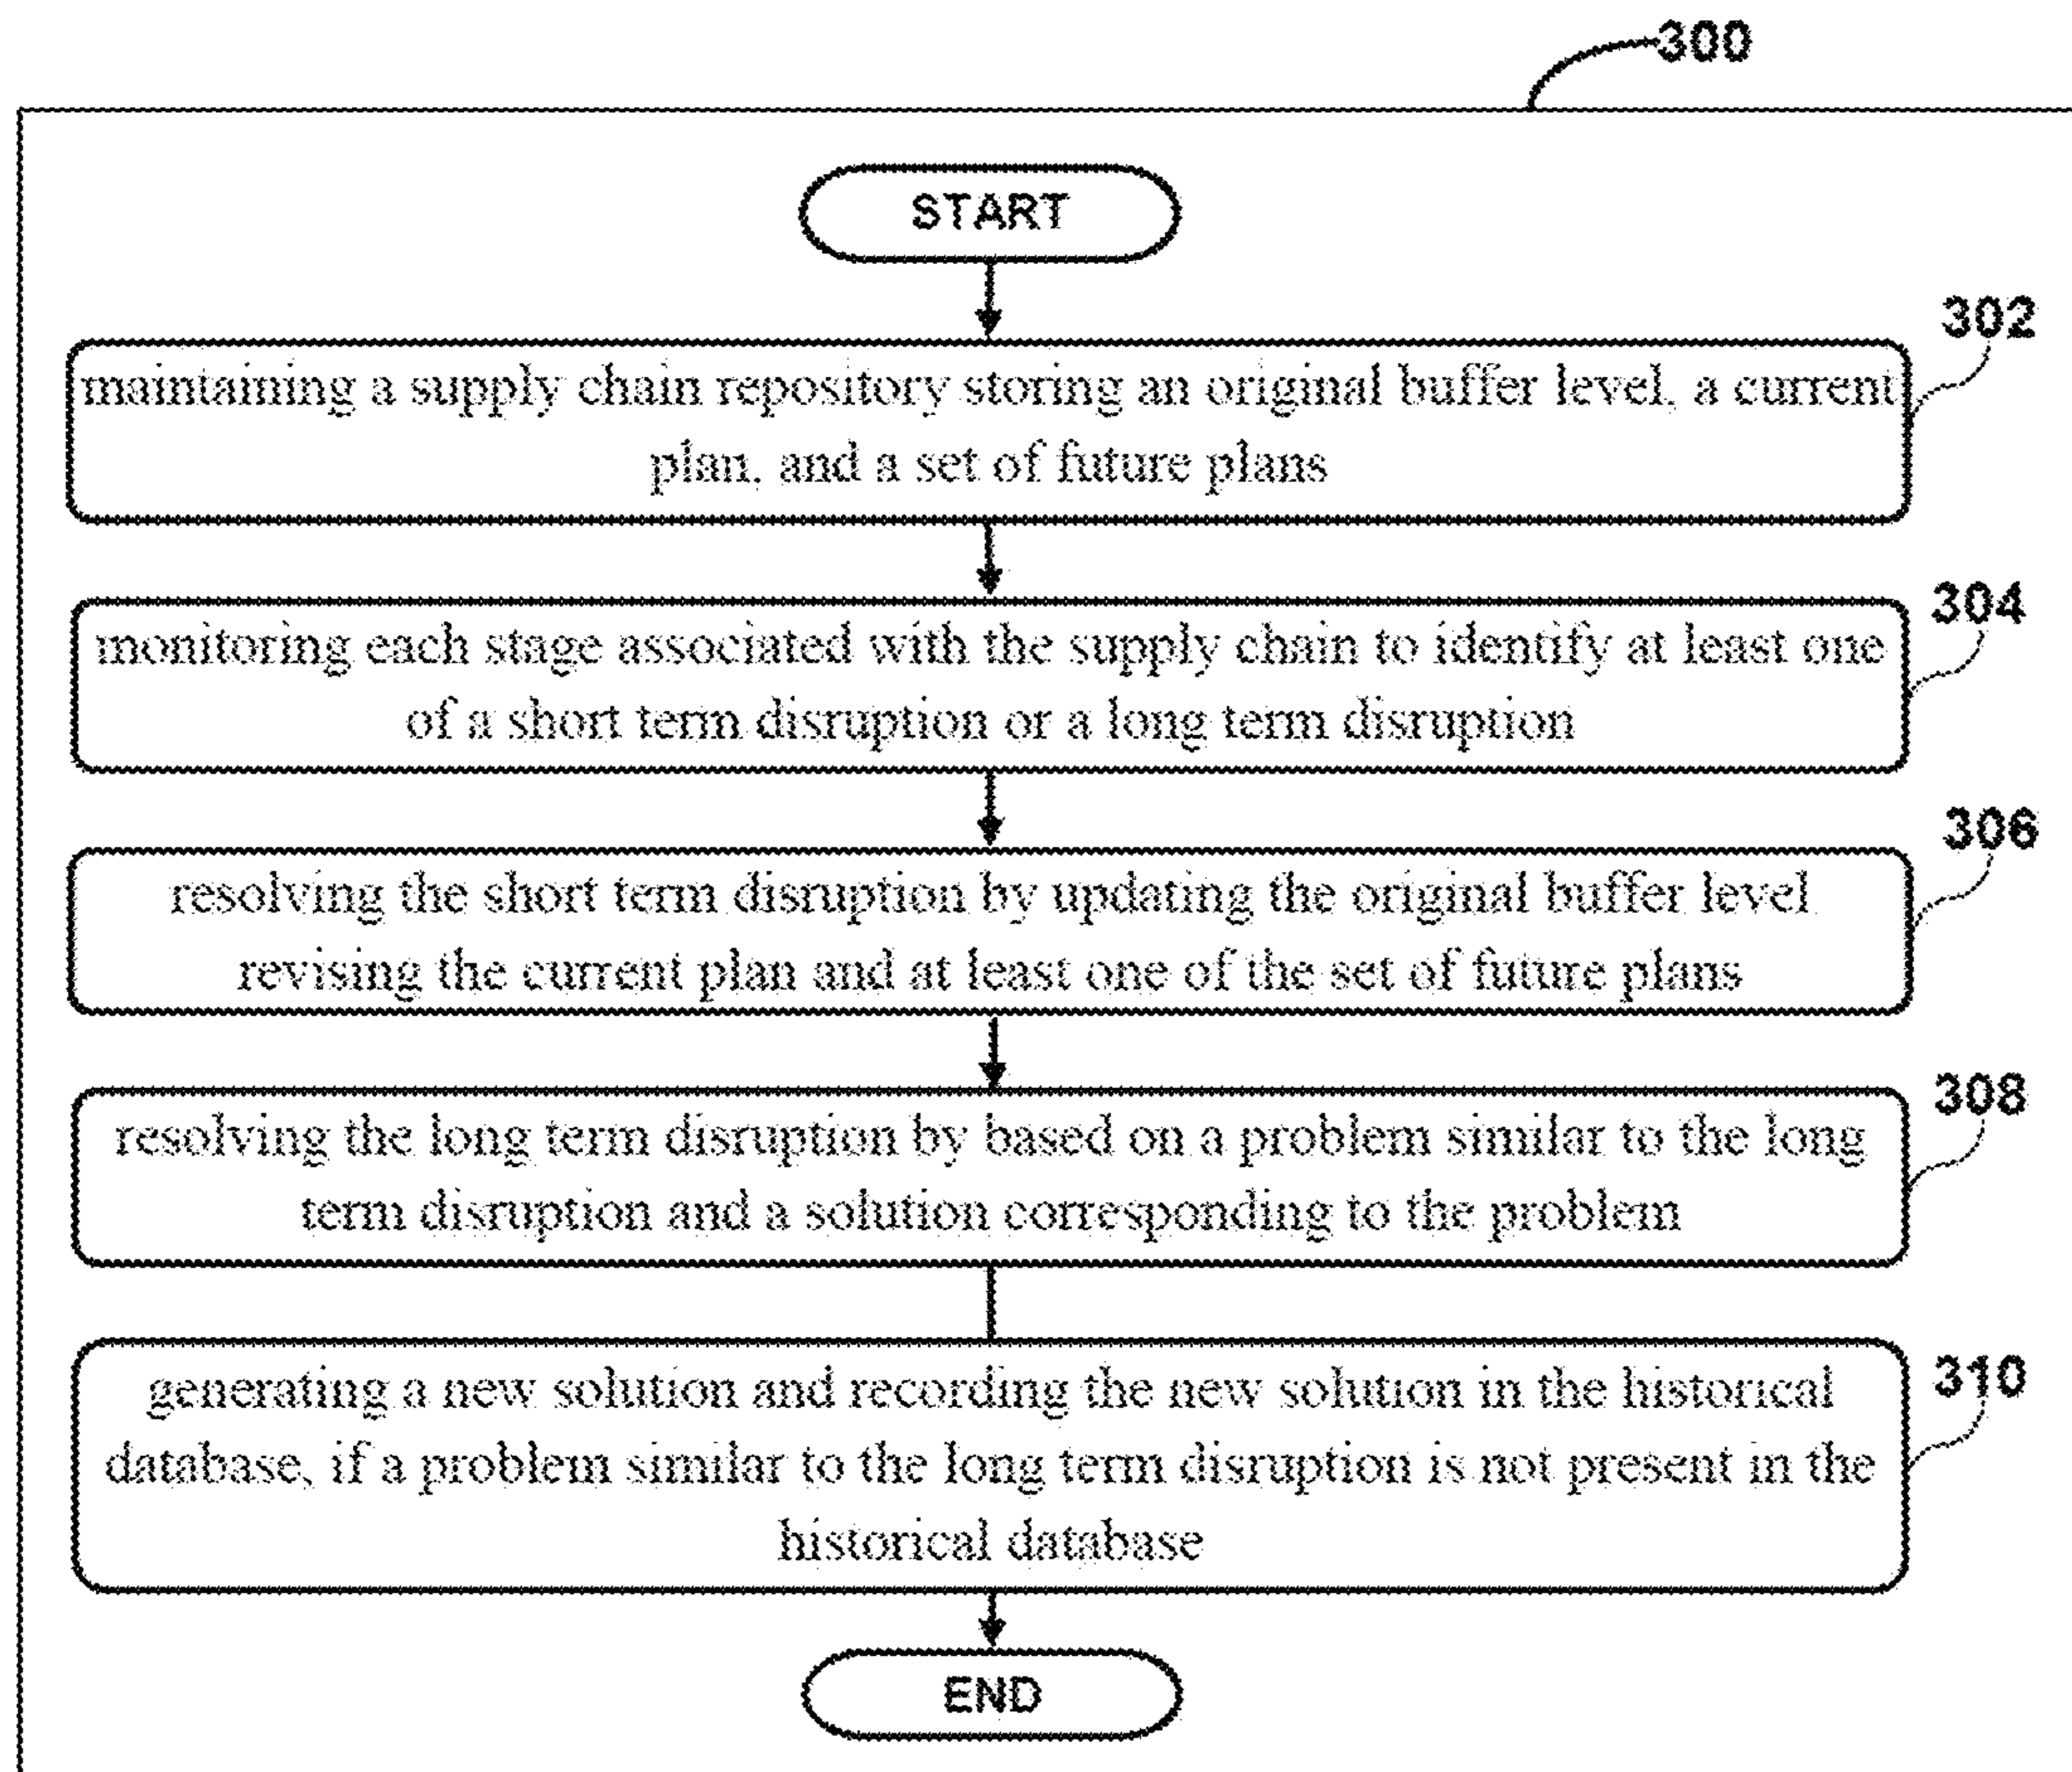 300
START
302
maintaining a supply chain repository storing an original buffer level, a current
plan, and a set of future plans
304
monitoring each stage associated with the supply chain to identify at least one
of a short term disruption or a long term disruption
306
resolving the short term disruption by updating the original buffer level
revising the current plan and at least one of the set of future plans
308
resolving the long term disruption by based on a problem similar to the long
term disruption and a solution corresponding to the problem
310
generating a new solution and recording the new solution in the historical
database, if a problem similar to the long term disruption is not present in the
historical database
END